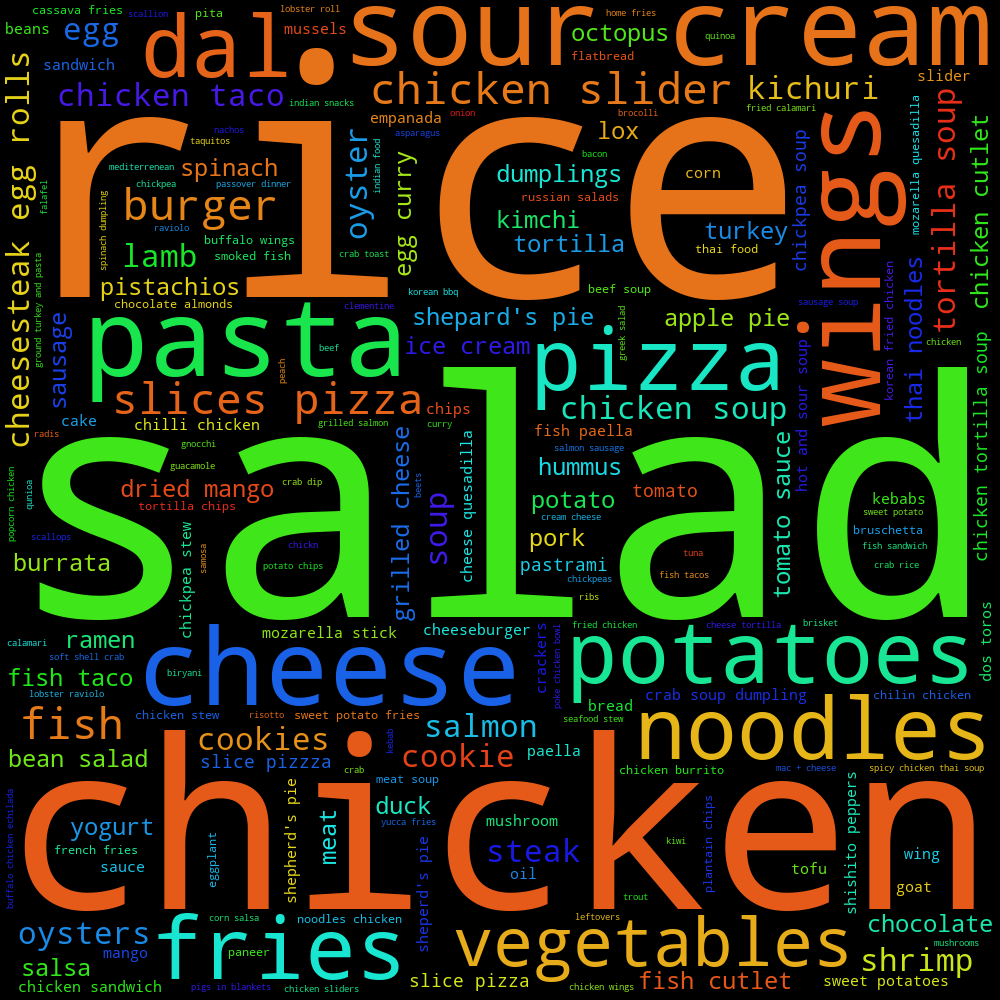 cassava fries
scallion
pita
lobster roll
home fries
beans
egg
dal
mussels
sour cream
octopus
quinoa
sandwich
flatbread
chicken taco
indian snacks
chicken slider
kichuri
slider
fried calamari
cheesesteak egg rolls
rice
nachos
taquitos
empanada
asparagus
onion
lox
brocolli
wings
mozarella quesadilla
tortilla soup
chicken cutlet
mediterrenean
spinach
oyster
indian food
egg curry
bacon
chickpea soup
falafel
chickpea
passover dinner
dumplings
corn
burger
russian salads
raviolo
kimchi
turkey
spinach dumpling
lamb
buffalo wings
smoked fish
crab toast
tortilla
thai food
ground turkey and pasta
pistachios
korean bbq
beef soup
korean fried chicken
thai noodles
chocolate almonds
clementine
sausage soup
sausage
pasta
shepard's pie
apple pie
greek salad
hot and sour soup
beef
ice cream
pizza
chicken
chicken tortilla soup
peach
slices pizza
chips
chicken soup
cake
chilli chicken
grilled salmon
curry
fish paella
radis
gnocchi
salad
grilled cheese
salmon sausage
tomato sauce
popcorn chicken
guacamole
hummus
qunioa
dried mango
crab dip
beets
soup
cheese quesadilla
potato
tomato
kebabs
tortilla chips
sweet potato
scallops
cream cheese
chickpea stew
samosa
chickn
pork
tuna
bruschetta
fish sandwich
burrata
potato chips
pastrami
chickpeas
fish tacos
crab rice
ribs
dos toros
calamari
ramen
cheese
mozarella stick
cheeseburger
crackers
fried chicken
potatoes
cheese tortilla
brisket
soft shell crab
fish taco
biryani
poke chicken bowl
lobster raviolo
crab soup dumpling
chilin chicken
fish
chicken stew
risotto
sweet potato fries
salmon
bread
seafood stew
noodles
cookies
kebab
bean salad
slice pizzza
cookie
paella
crab
meat soup
chicken burrito
mac + cheese
spicy chicken thai soup
buffalo chicken echilada
chicken
shepherd's pie
duck
plantain chips
shishito peppers
yogurt
meat
yucca fries
mushroom
french fries
eggplant
sheperd's pie
steak
kiwi
wing
sauce
oil
tofu
goat
trout
oysters
fries
corn salsa
noodles chicken
leftovers
vegetables
chocolate
mango
paneer
mushrooms
salsa
shrimp
chicken sandwich
pigs in blankets
chicken sliders
slice pizza
chicken wings
fish cutlet
sweet potatoes